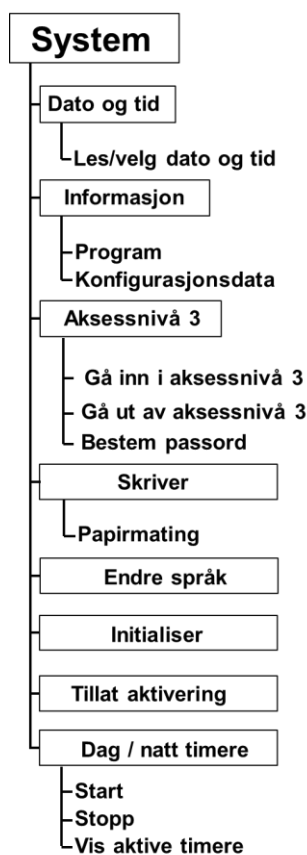 System
Dato og tid
Les/velg dato og tid
Informasjon
Program
Konfigurasjonsdata
Aksessnivå 3
Gå inn i aksessnivå 3
Gå ut av aksessnivå 3
Bestem passord
Skriver
Papirmating
Endre språk
Initialiser
Tillat aktivering
Dag / natt timere
Start
Stopp
Vis aktive timere